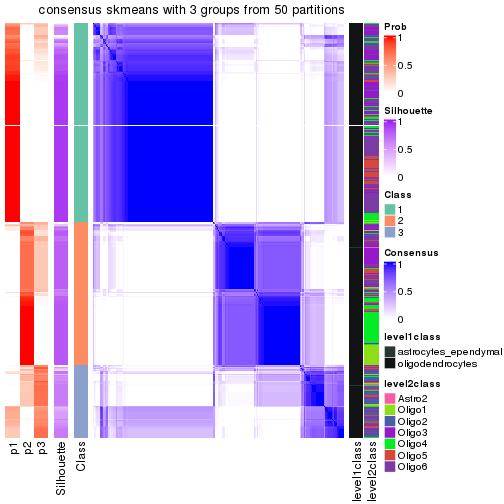 consensus skmeans with 3 groups from 50 partitions
Prob
1
0.5
0
Silhouette
1
0.5
0
Class
1
2
3
Consensus
1
0.5
0
level1class
astrocytes_ependymal
oligodendrocytes
level2class
Astro2
Oligo1
Oligo2
Oligo3
Oligo4
Oligo5
Oligo6
p1
p2
p3
Silhouette
Class
level1class
level2class